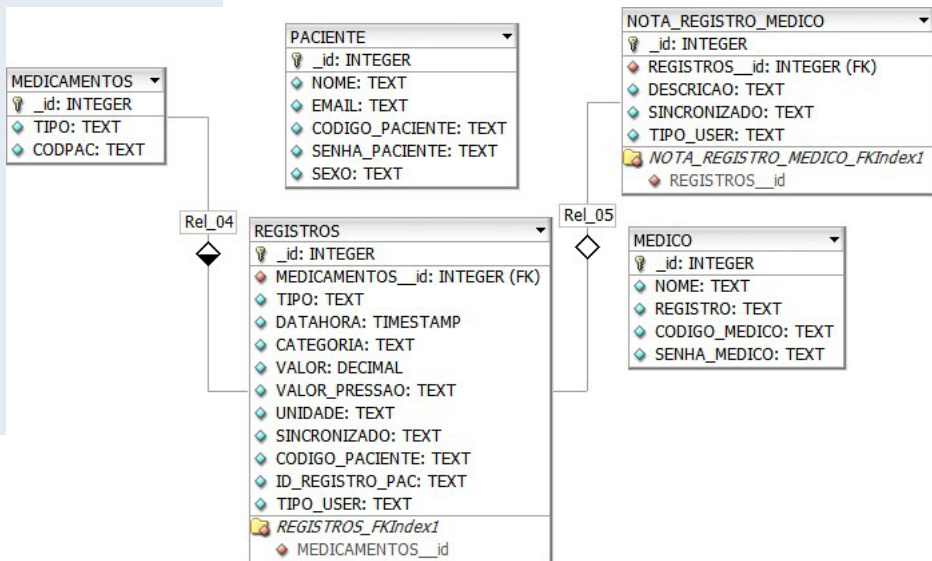 MEDICAMENTOS
_id: INTEGER
TIPO: TEXT
CODPAC: TEXT
PACIENTE
_id: INTEGER
NOME: TEXT
EMAIL: TEXT
CODIGO_PACIENTE: TEXT
SENHA_PACIENTE: TEXT
SEXO: TEXT
NOTA_REGISTRO_MEDICO
_id: INTEGER
REGISTROS__id: INTEGER (FK)
DESCRICAO: TEXT
SINCRONIZADO: TEXT
TIPO_USER: TEXT
NOTA_REGISTRO_MEDICO_FKIndex1
REGISTROS__id
Rel_04
Rel_05
REGISTROS
_id: INTEGER
MEDICAMENTOS__id: INTEGER (FK)
TIPO: TEXT
DATAHORA: TIMESTAMP
CATEGORIA: TEXT
VALOR: DECIMAL
VALOR_PRESSAO: TEXT
UNIDADE: TEXT
SINCRONIZADO: TEXT
CODIGO_PACIENTE: TEXT
ID_REGISTRO_PAC: TEXT
TIPO_USER: TEXT
REGISTROS_FKIndex1
MEDICAMENTOS__id
MEDICO
_id: INTEGER
NOME: TEXT
REGISTRO: TEXT
CODIGO_MEDICO: TEXT
SENHA_MEDICO: TEXT